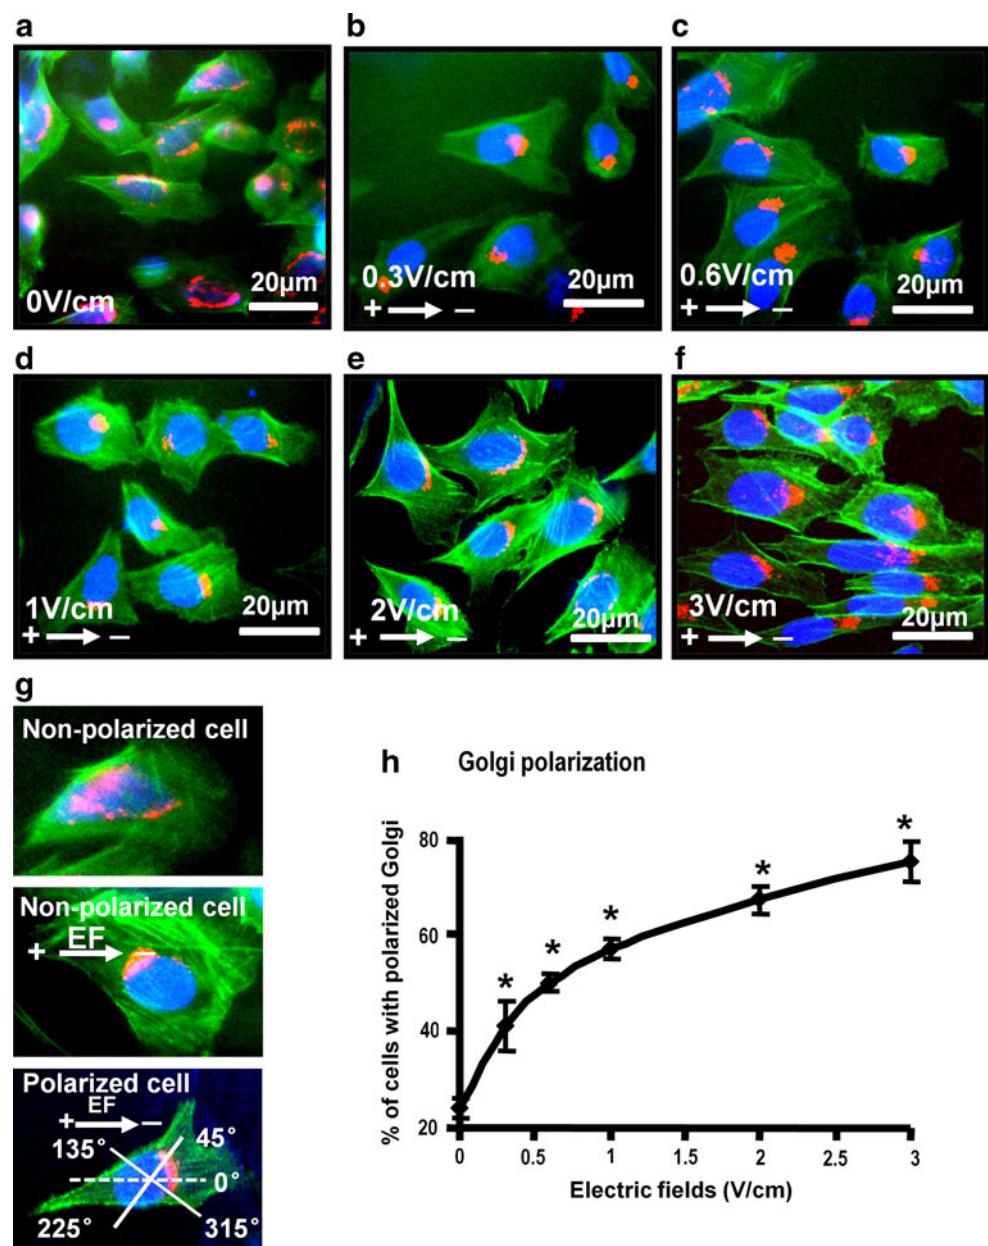 a
b
c
0V/cm
20μm
0.3V/cm
+ → −
20μm
0.6V/cm
+ → −
20μm
d
e
f
1V/cm
+ → −
20μm
2V/cm
+ → −
20μm
3V/cm
+ → −
20μm
g
Non-polarized cell
Non-polarized cell
EF
+ → −
Polarized cell
EF
+ → −
135°
45°
0°
225°
315°
h Golgi polarization
% of cells with polarized Golgi
80
60
40
20
* * * * *
0 0.5 1 1.5 2 2.5 3
Electric fields (V/cm)